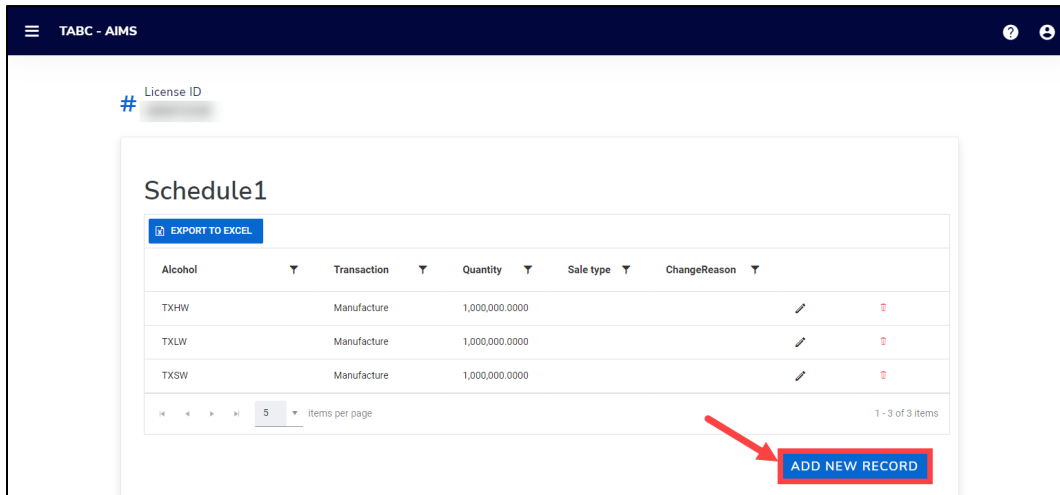 TABC - AIMS
License ID
Schedule1
EXPORT TO EXCEL
Alcohol Transaction Quantity Sale type ChangeReason
TXHW Manufacture 1,000,000.0000
TXLW Manufacture 1,000,000.0000
TXSW Manufacture 1,000,000.0000
5 items per page 1 - 3 of 3 items
ADD NEW RECORD